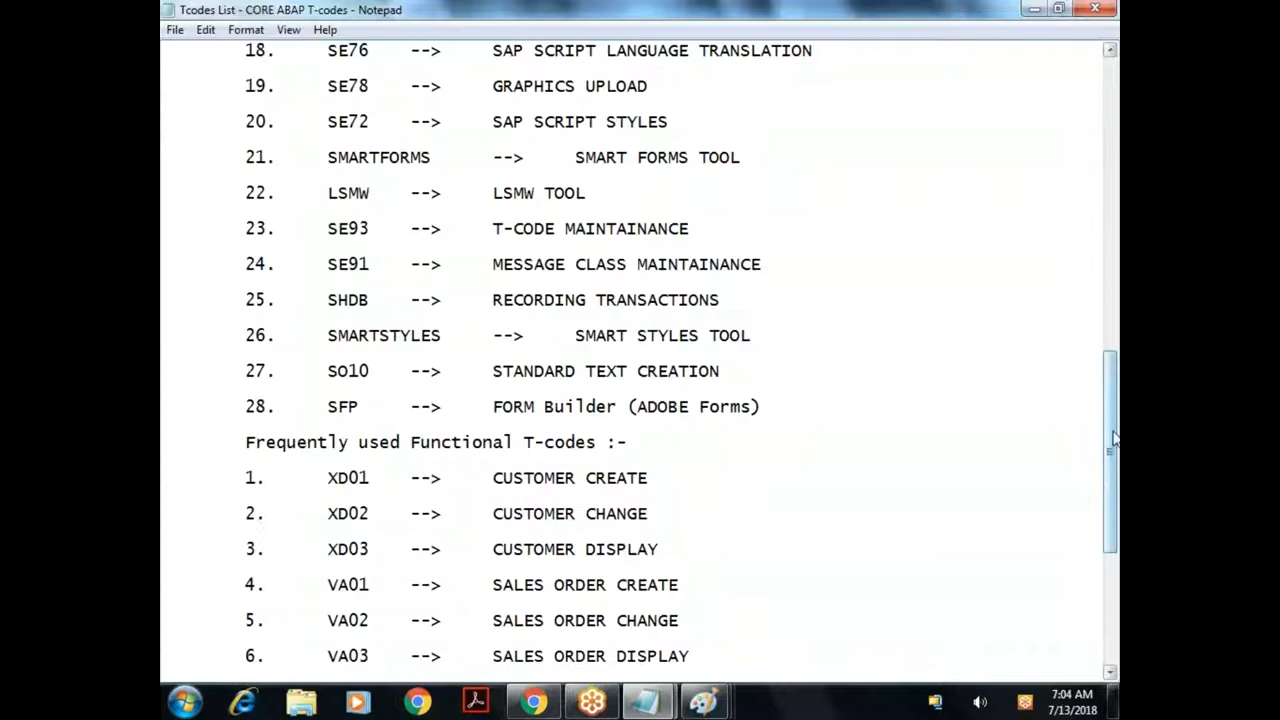 Tcodes List - CORE ABAP T-codes - Notepad
File Edit Format View Help
18. SE76 --> SAP SCRIPT LANGUAGE TRANSLATION
19. SE78 --> GRAPHICS UPLOAD
20. SE72 --> SAP SCRIPT STYLES
21. SMARTFORMS --> SMART FORMS TOOL
22. LSMW --> LSMW TOOL
23. SE93 --> T-CODE MAINTAINANCE
24. SE91 --> MESSAGE CLASS MAINTAINANCE
25. SHDB --> RECORDING TRANSACTIONS
26. SMARTSTYLES --> SMART STYLES TOOL
27. SO10 --> STANDARD TEXT CREATION
28. SFP --> FORM Builder (ADOBE Forms)
Frequently used Functional T-codes :-
1. XD01 --> CUSTOMER CREATE
2. XD02 --> CUSTOMER CHANGE
3. XD03 --> CUSTOMER DISPLAY
4. VA01 --> SALES ORDER CREATE
5. VA02 --> SALES ORDER CHANGE
6. VA03 --> SALES ORDER DISPLAY
7:04 AM
7/13/2018